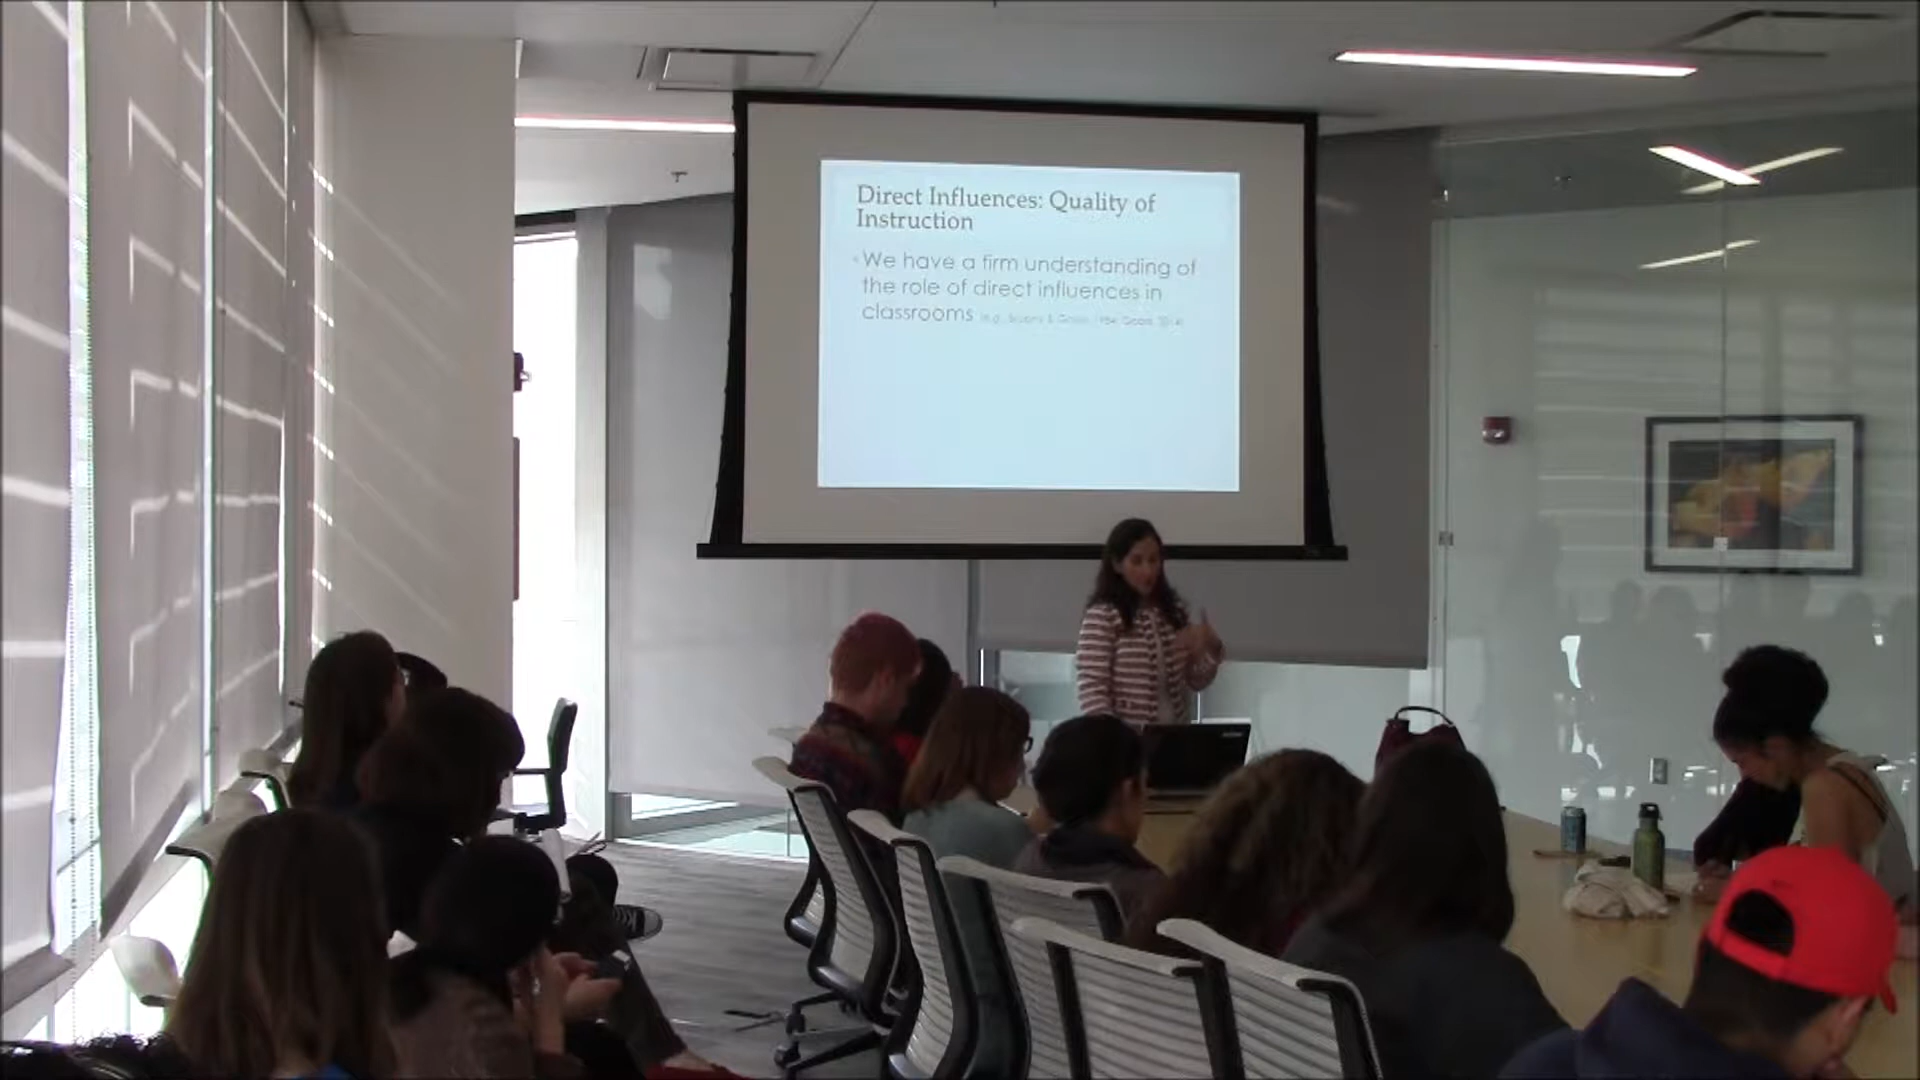 Direct Influences: Quality of
Instruction
We have a firm understanding of
the role of direct influences in
classrooms (e.g.,